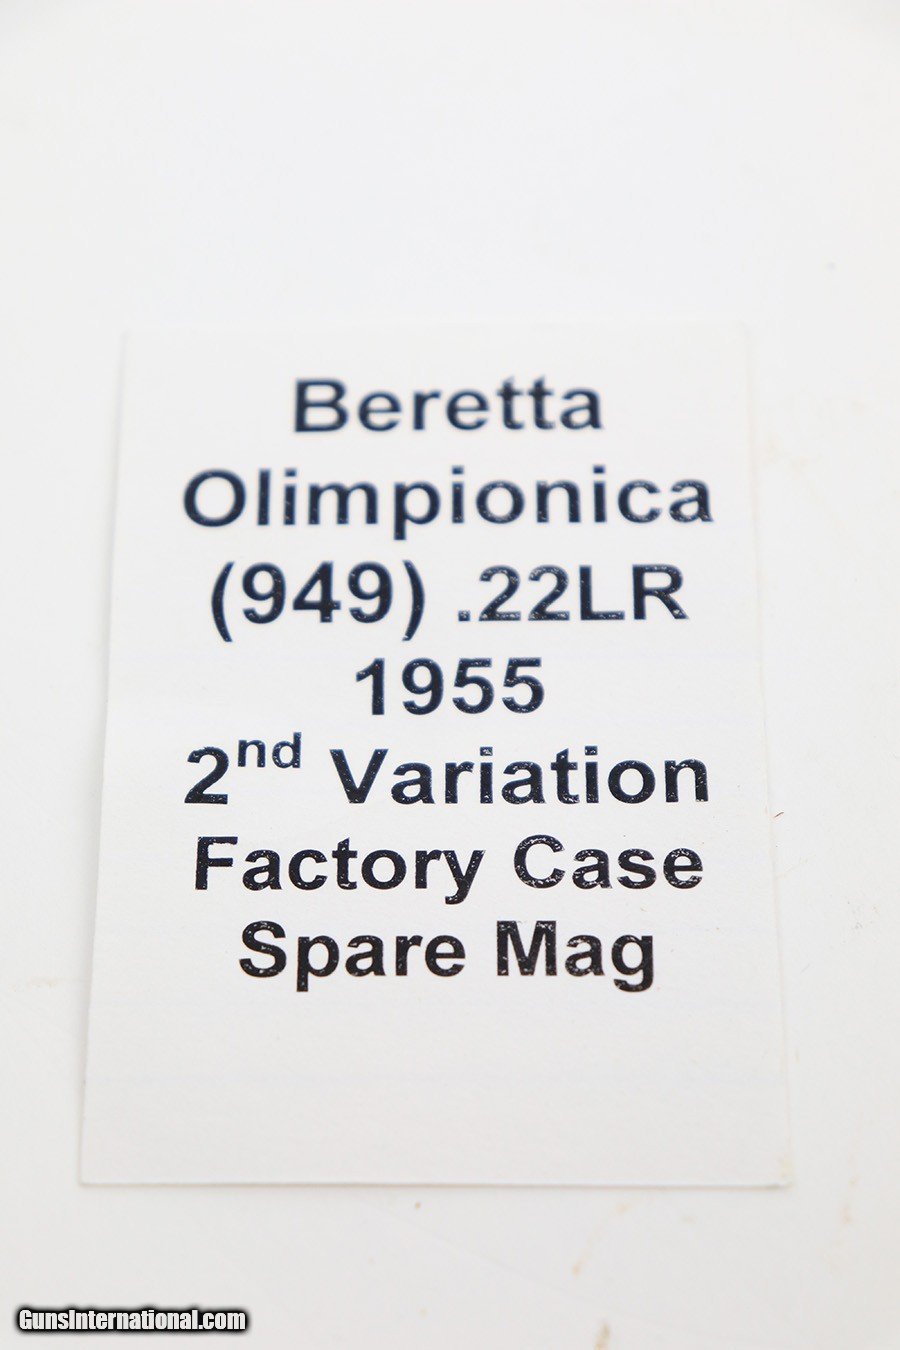 Beretta
Olimpionica
(949) .22LR
1955
2nd Variation
Factory Case
Spare Mag
GunsInternational.com